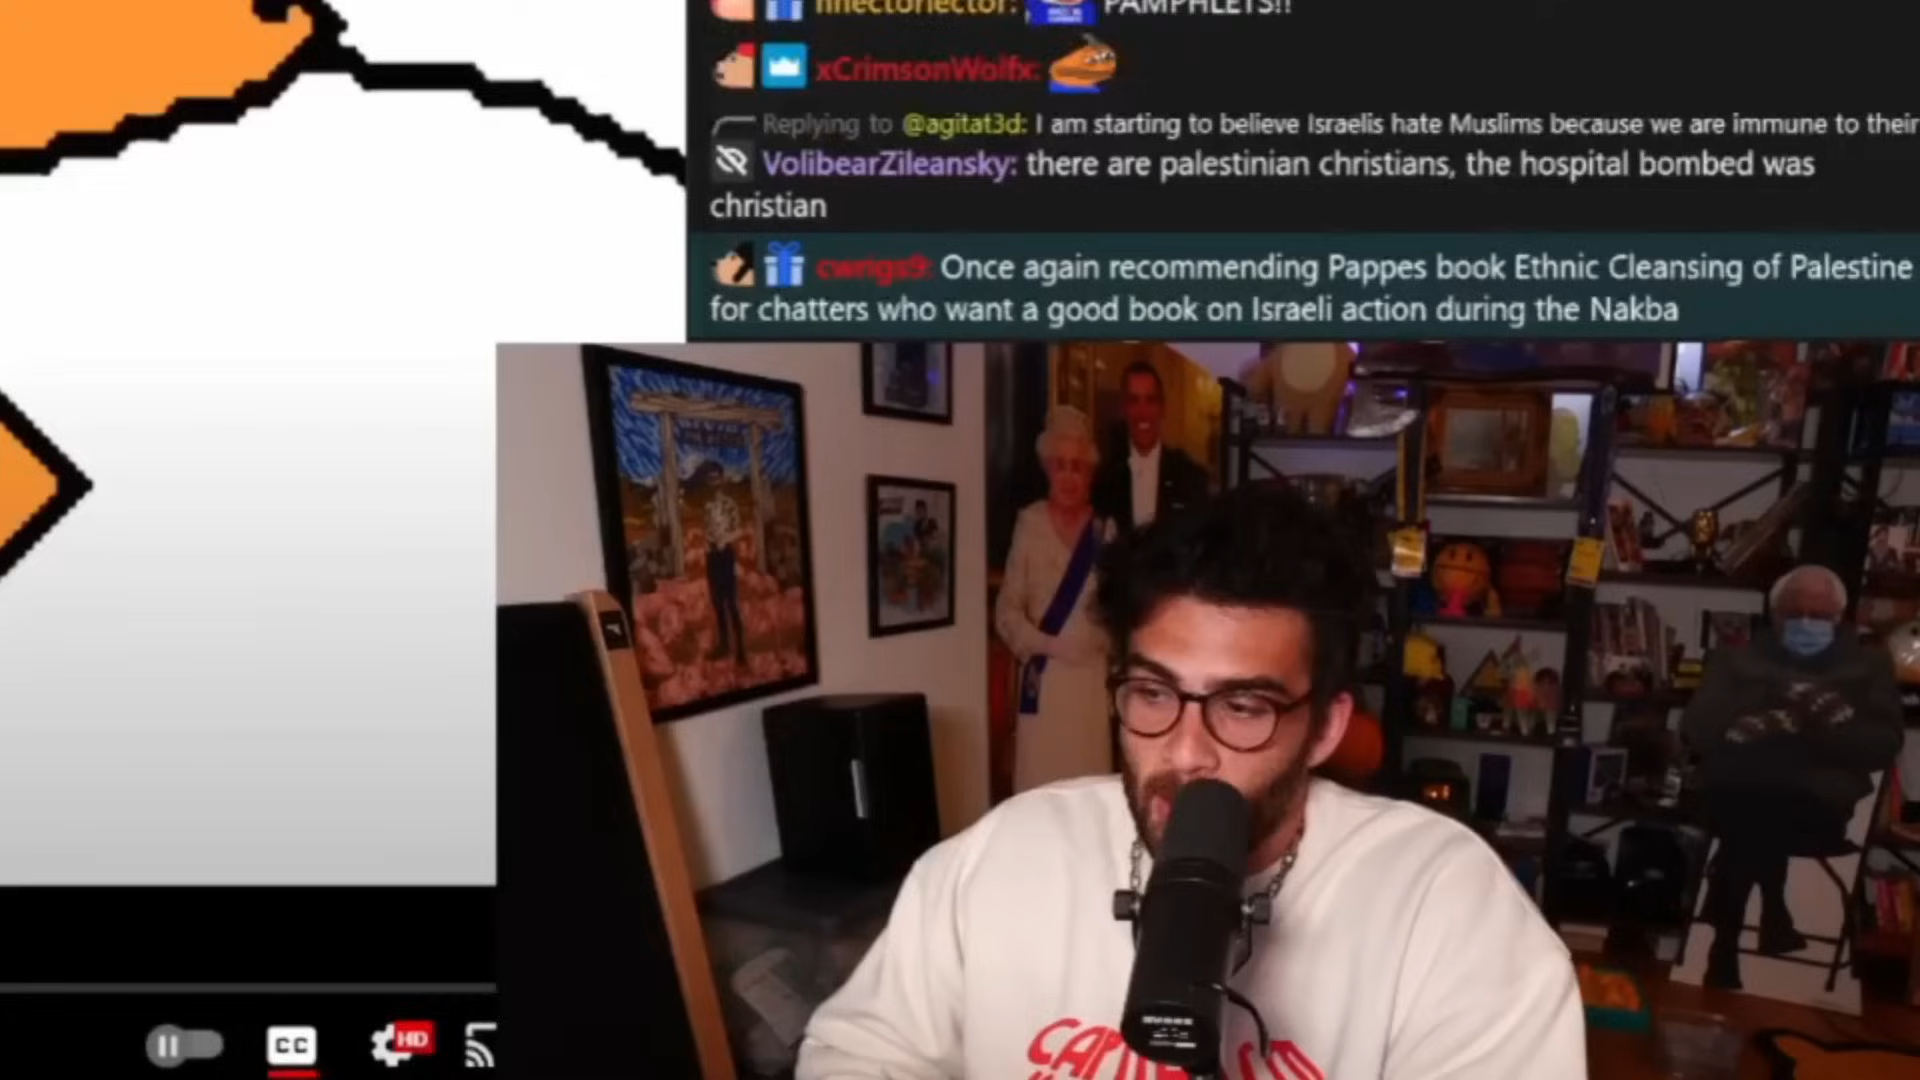 nnectorlector: PAMPHLETS!!
xCrimsonWolfx:
Replying to @agitat3d: I am starting to believe Israelis hate Muslims because we are immune to their
VolibearZileansky: there are palestinian christians, the hospital bombed was
christian
cwrigs9: Once again recommending Pappes book Ethnic Cleansing of Palestine
for chatters who want a good book on Israeli action during the Nakba
CC
HD